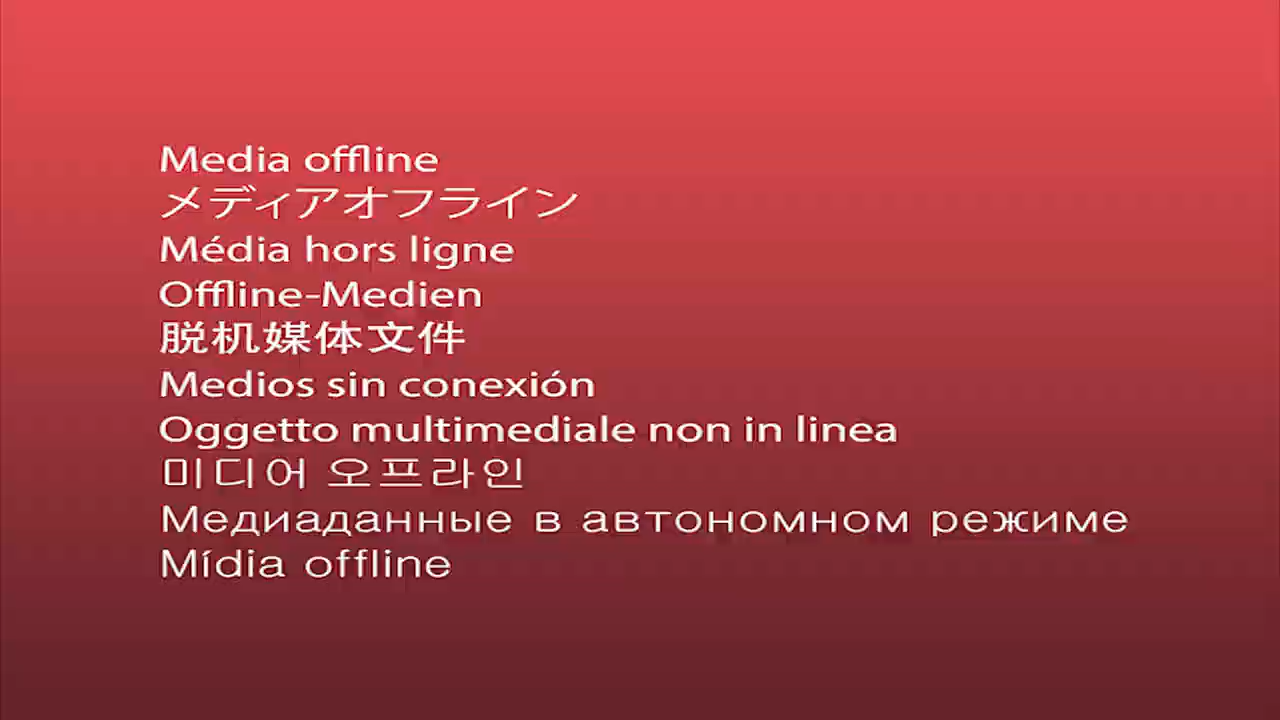 Media offline
メディアオフライン
Média hors ligne
Offline-Medien
脱机媒体文件
Medios sin conexión
Oggetto multimediale non in linea
미디어 오프라인
Медиаданные в автономном режиме
Mídia offline